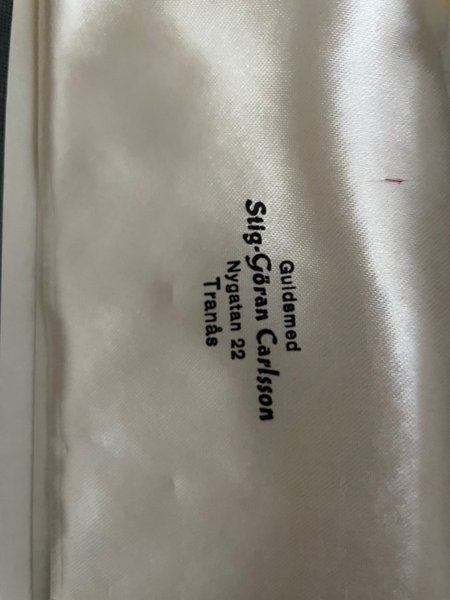 Guldsmed
Stig-Göran Carlsson
Nygatan 22
Tranås